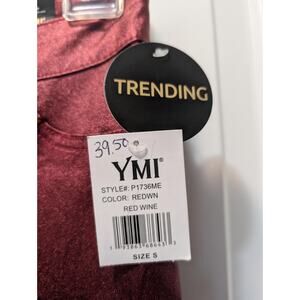 TRENDING
39.50
YMI®
STYLE#: P1736ME
COLOR: REDWN
RED WINE
SIZE S